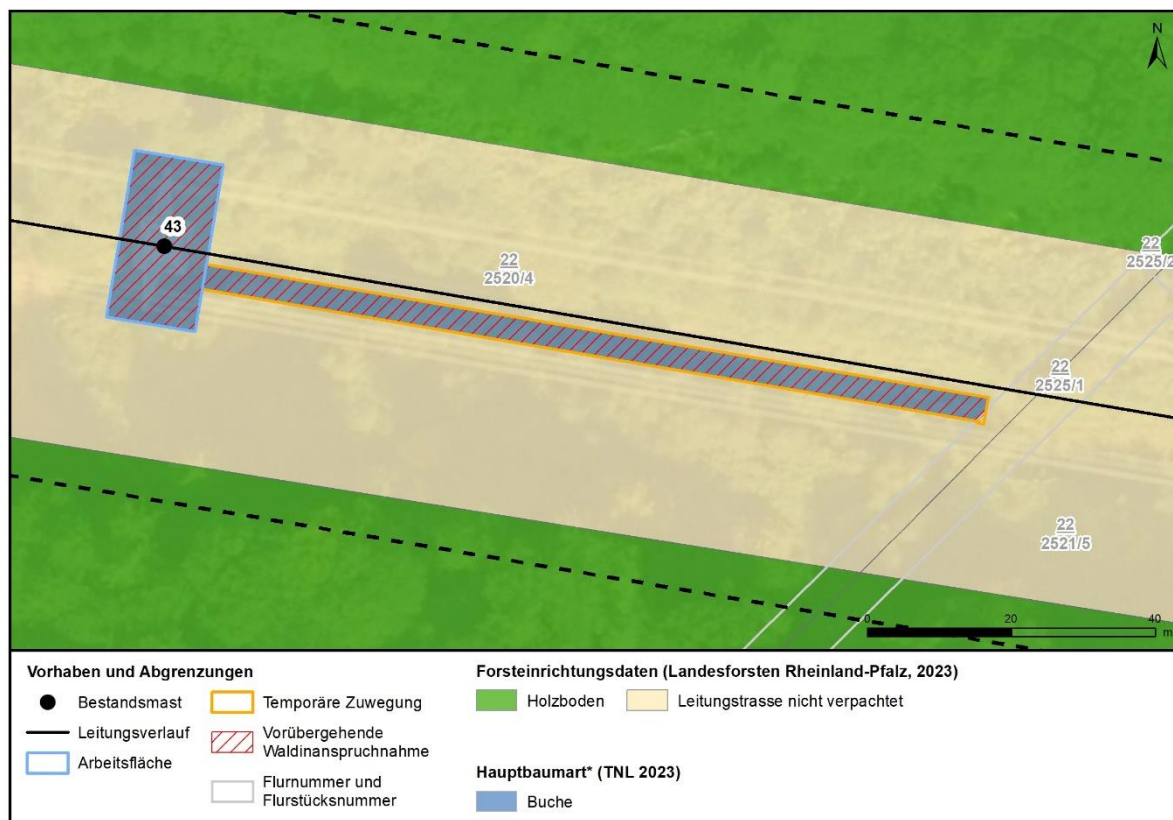 N
43
22
2520/4
22
2525/2
22
2525/1
22
2521/5
0 20 40
m
Vorhaben und Abgrenzungen
Bestandsmast
Leitungsverlauf
Arbeitsfläche
Temporäre Zuwegung
Vorübergehende
Waldinanspruchnahme
Flurnummer und
Flurstücksnummer
Forsteinrichtungsdaten (Landesforsten Rheinland-Pfalz, 2023)
Holzboden
Leitungstrasse nicht verpachtet
Hauptbaumart* (TNL 2023)
Buche